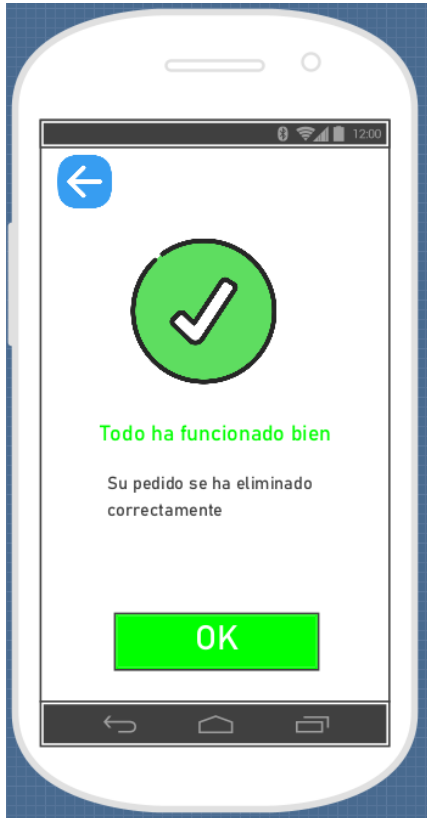 12:00
Todo ha funcionado bien
Su pedido se ha eliminado
correctamente
OK